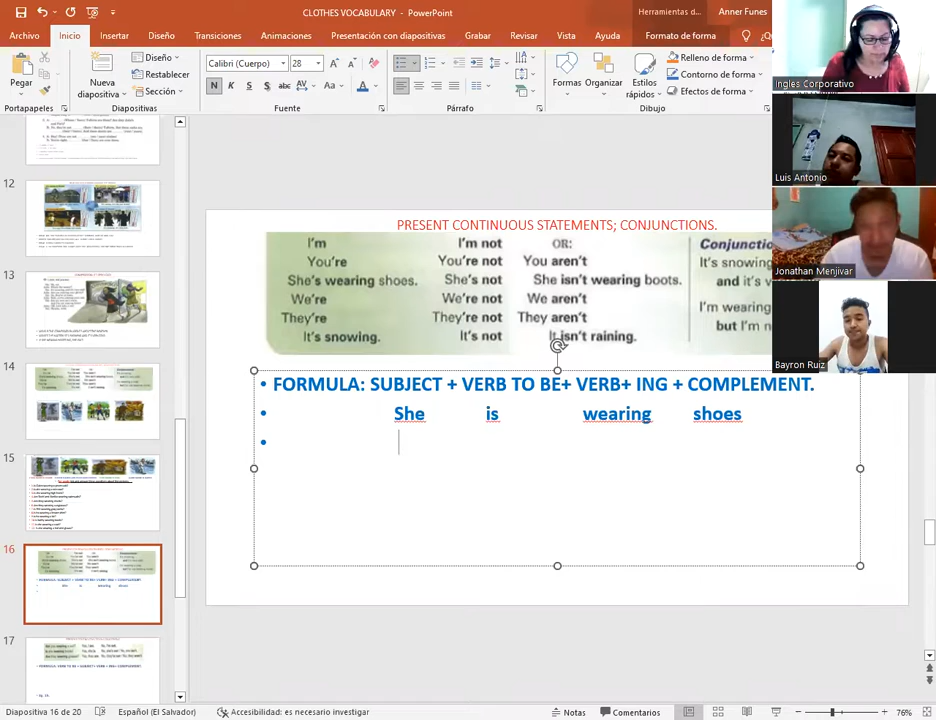 CLOTHES VOCABULARY - PowerPoint
Herramientas d...
Anner Funes
Archivo Inicio Insertar Diseño Transiciones Animaciones Presentación con diapositivas Grabar Revisar Vista Ayuda Formato de forma
Pegar
Nueva diapositiva
Diseño
Restablecer
Sección
Calibri (Cuerpo) 28
N K S S ab AV Aa A
Formas Organizar Estilos rápidos
Relleno de forma
Contorno de forma
Efectos de forma
Portapapeles Diapositivas Fuente Párrafo Dibujo
Ingles Corporativo
Luis Antonio
Jonathan Menjivar
Bayron Ruiz
12
13
14
15
16
17
PRESENT CONTINUOUS STATEMENTS; CONJUNCTIONS.
I'm I'm not OR: Conjunctio
You're You're not You aren't It's snowing
She's wearing shoes. She's not She isn't wearing boots. and it's v
We're We're not We aren't I'm wearing
They're They're not They aren't but I'm n
It's snowing. It's not It isn't raining.
• FORMULA: SUBJECT + VERB TO BE+ VERB+ ING + COMPLEMENT.
• She is wearing shoes
•
Diapositiva 16 de 20 Español (El Salvador) Accesibilidad: es necesario investigar Notas Comentarios 76%